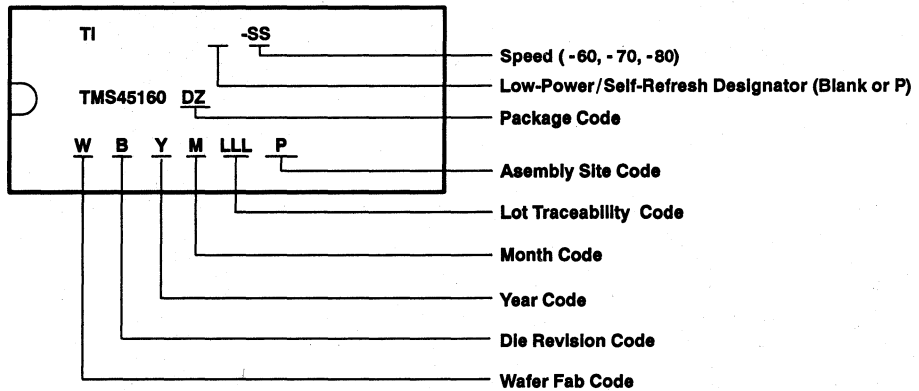 TI -SS
Speed ( -60, -70, -80)
Low-Power/Self-Refresh Designator (Blank or P)
TMS45160 DZ
Package Code
W B Y M LLL P
Asembly Site Code
Lot Traceability Code
Month Code
Year Code
Die Revision Code
Wafer Fab Code